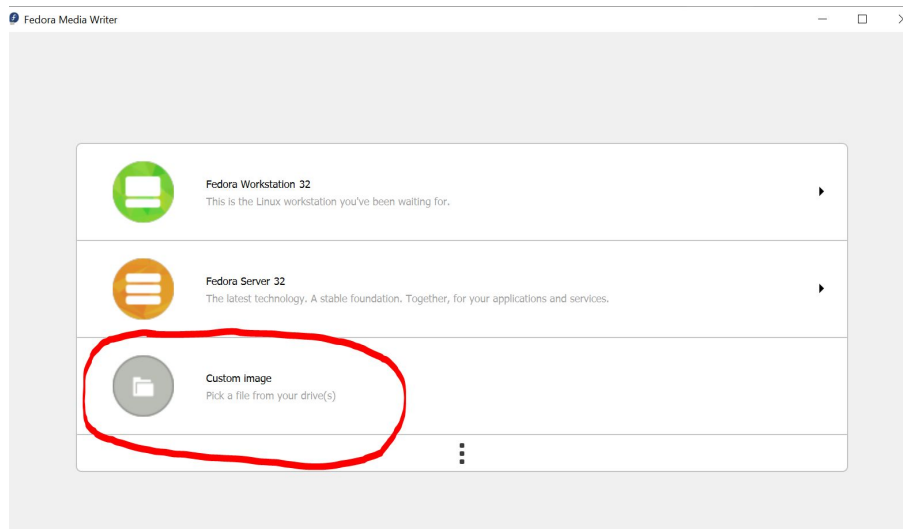 Fedora Media Writer
Fedora Workstation 32
This is the Linux workstation you've been waiting for.
Fedora Server 32
The latest technology. A stable foundation. Together, for your applications and services.
Custom image
Pick a file from your drive(s)